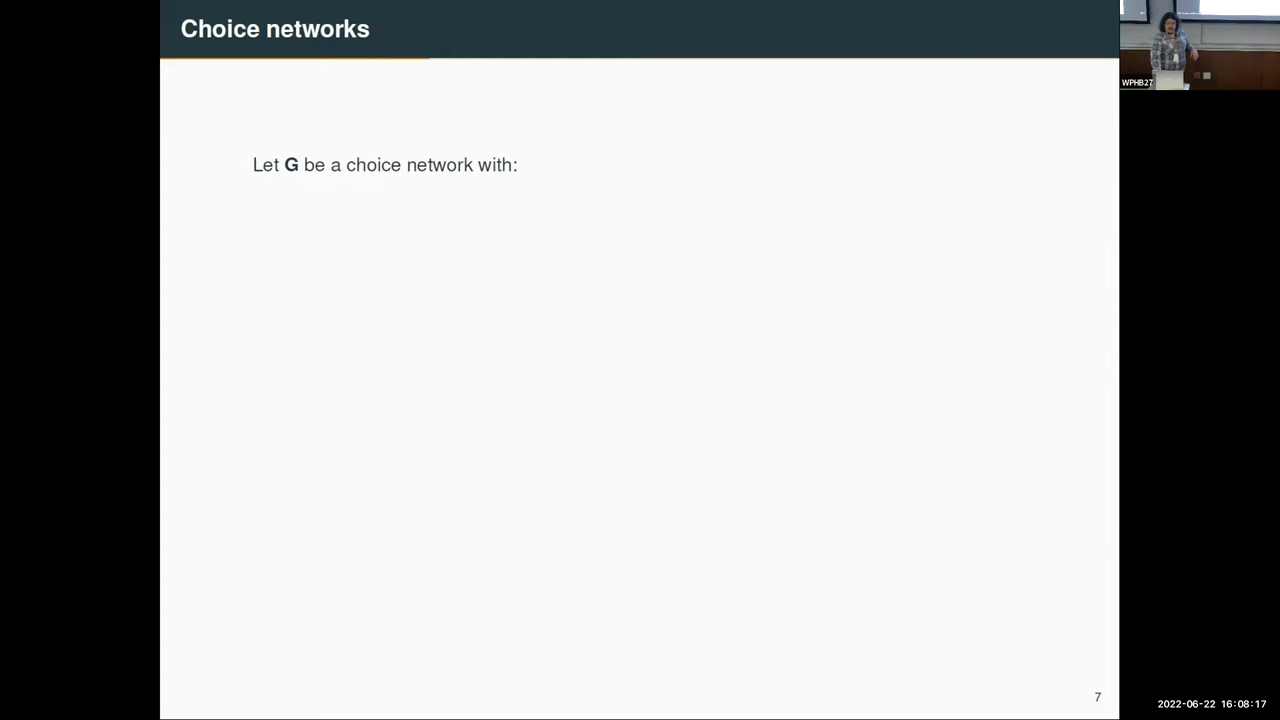 Choice networks
WPHB27
Let G be a choice network with:
7
2022-06-22 16:08:17